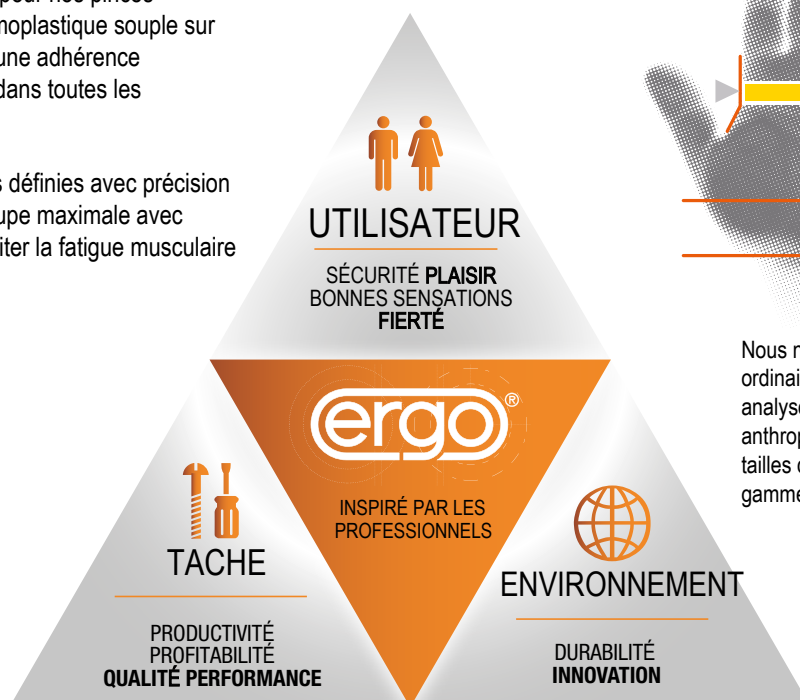 pour nos pinces
moplastique souple sur
une adhérence
dans toutes les
s définies avec précision
upe maximale avec
iter la fatigue musculaire
UTILISATEUR
SÉCURITÉ PLAISIR
BONNES SENSATIONS
FIERTÉ
ergo®
INSPIRÉ PAR LES
PROFESSIONNELS
TACHE
PRODUCTIVITÉ
PROFITABILITÉ
QUALITÉ PERFORMANCE
ENVIRONNEMENT
DURABILITÉ
INNOVATION
Nous n
ordinai
analyse
anthrop
tailles d
gamme